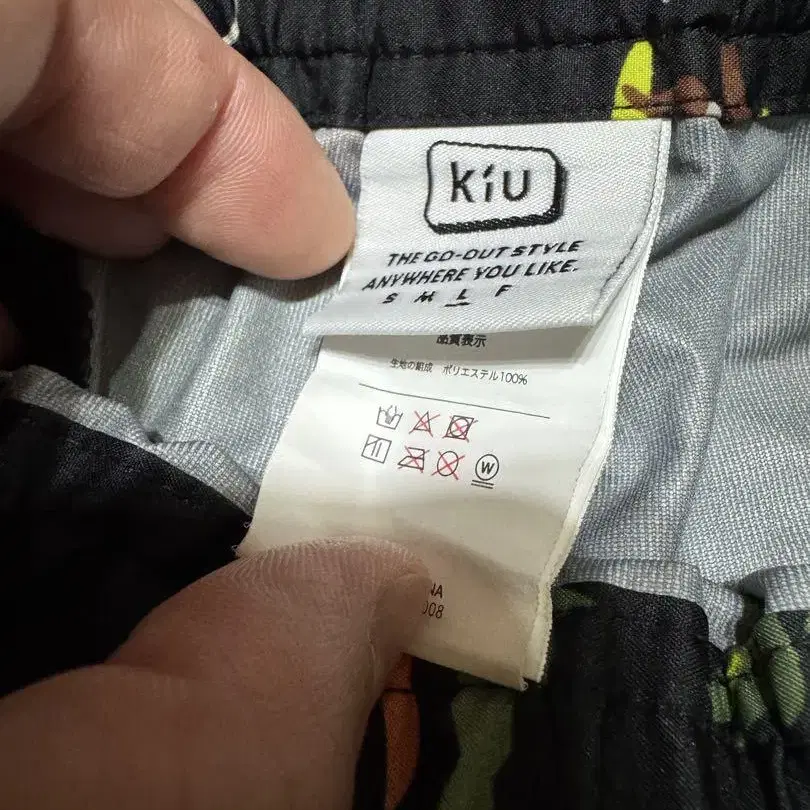 kiu
THE GO-OUT STYLE
ANYWHERE YOU LIKE.
S M L F
品質表示
生地の組成 ポリエステル100%
W